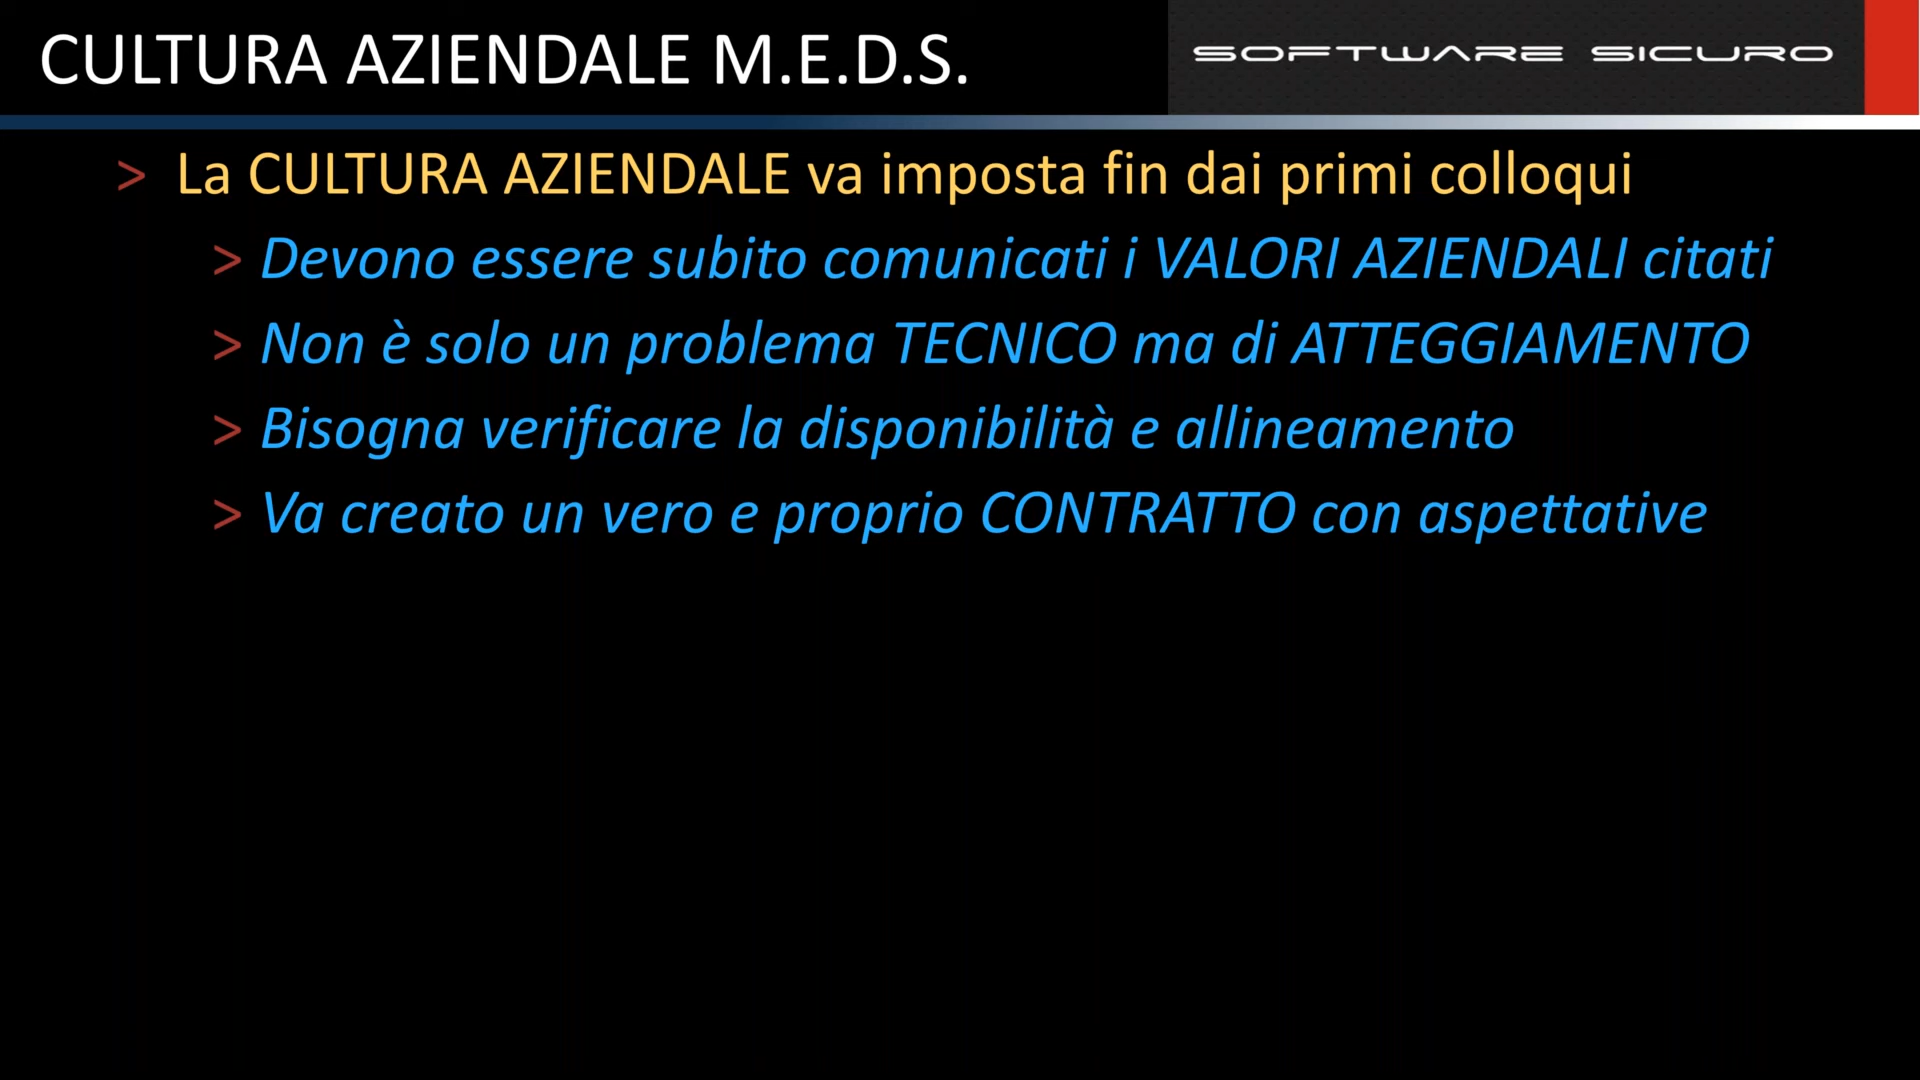 CULTURA AZIENDALE M.E.D.S.
SOFTWARE SICURO
> La CULTURA AZIENDALE va imposta fin dai primi colloqui
> Devono essere subito comunicati i VALORI AZIENDALI citati
> Non è solo un problema TECNICO ma di ATTEGGIAMENTO
> Bisogna verificare la disponibilità e allineamento
> Va creato un vero e proprio CONTRATTO con aspettative